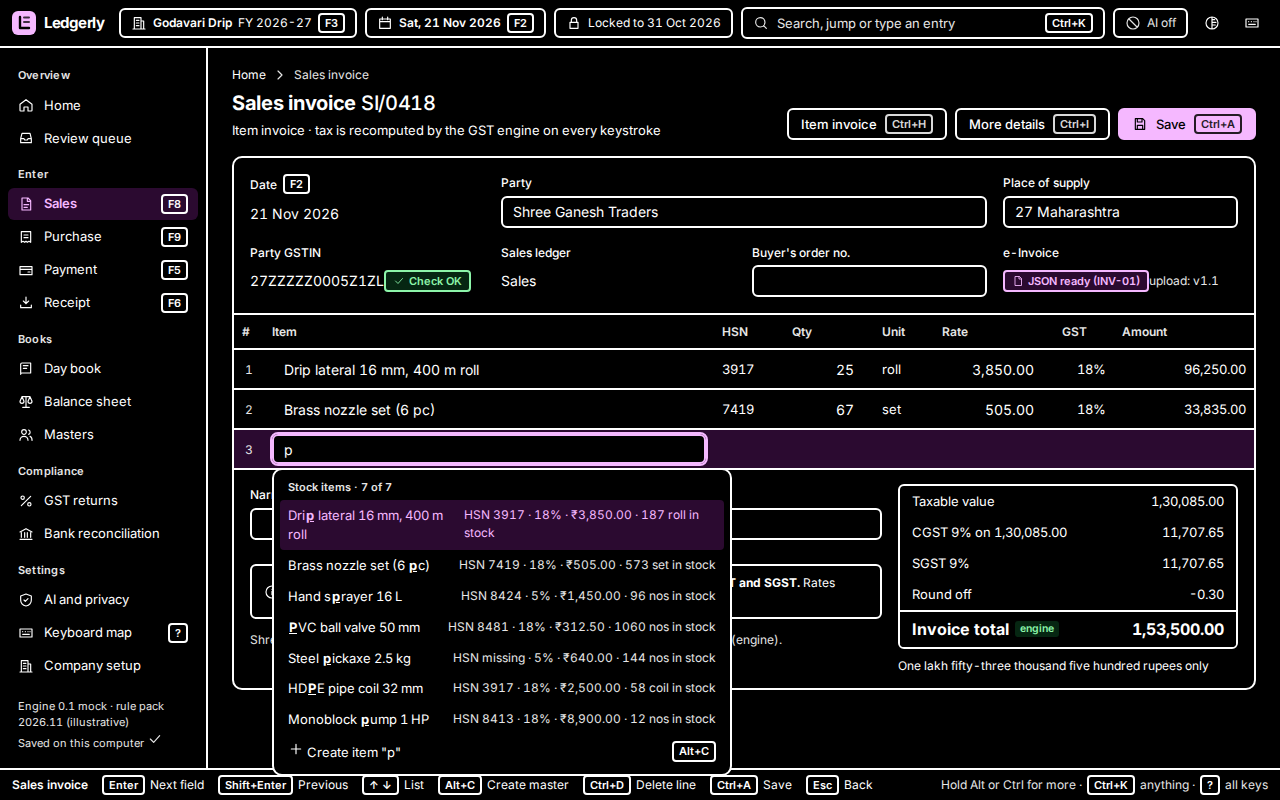 Ledgerly
Godavari Drip FY 2026-27 F3
Sat, 21 Nov 2026 F2
Locked to 31 Oct 2026
Search, jump or type an entry Ctrl+K
AI off
Overview
Home
Review queue
Enter
Sales F8
Purchase F9
Payment F5
Receipt F6
Books
Day book
Balance sheet
Masters
Compliance
GST returns
Bank reconciliation
Settings
AI and privacy
Keyboard map ?
Company setup
Engine 0.1 mock · rule pack
2026.11 (illustrative)
Saved on this computer
Home > Sales invoice
Sales invoice SI/0418
Item invoice · tax is recomputed by the GST engine on every keystroke
Item invoice Ctrl+H
More details Ctrl+I
Save Ctrl+A
Date F2
21 Nov 2026
Party
Shree Ganesh Traders
Place of supply
27 Maharashtra
Party GSTIN
27ZZZZZ0005Z1ZL Check OK
Sales ledger
Sales
Buyer's order no.
e-Invoice
JSON ready (INV-01) upload: v1.1
# Item HSN Qty Unit Rate GST Amount
1 Drip lateral 16 mm, 400 m roll 3917 25 roll 3,850.00 18% 96,250.00
2 Brass nozzle set (6 pc) 7419 67 set 505.00 18% 33,835.00
3 p
Stock items · 7 of 7
Drip lateral 16 mm, 400 m roll HSN 3917 · 18% · ₹3,850.00 · 187 roll in stock
Brass nozzle set (6 pc) HSN 7419 · 18% · ₹505.00 · 573 set in stock
Hand sprayer 16 L HSN 8424 · 5% · ₹1,450.00 · 96 nos in stock
PVC ball valve 50 mm HSN 8481 · 18% · ₹312.50 · 1060 nos in stock
Steel pickaxe 2.5 kg HSN missing · 5% · ₹640.00 · 144 nos in stock
HDPE pipe coil 32 mm HSN 3917 · 18% · ₹2,500.00 · 58 coil in stock
Monoblock pump 1 HP HSN 8413 · 18% · ₹8,900.00 · 12 nos in stock
+ Create item "p" Alt+C
and SGST. Rates
(engine).
Taxable value 1,30,085.00
CGST 9% on 1,30,085.00 11,707.65
SGST 9% 11,707.65
Round off -0.30
Invoice total engine 1,53,500.00
One lakh fifty-three thousand five hundred rupees only
Sales invoice Enter Next field Shift+Enter Previous ↑ ↓ List Alt+C Create master Ctrl+D Delete line Ctrl+A Save Esc Back Hold Alt or Ctrl for more · Ctrl+K anything · ? all keys